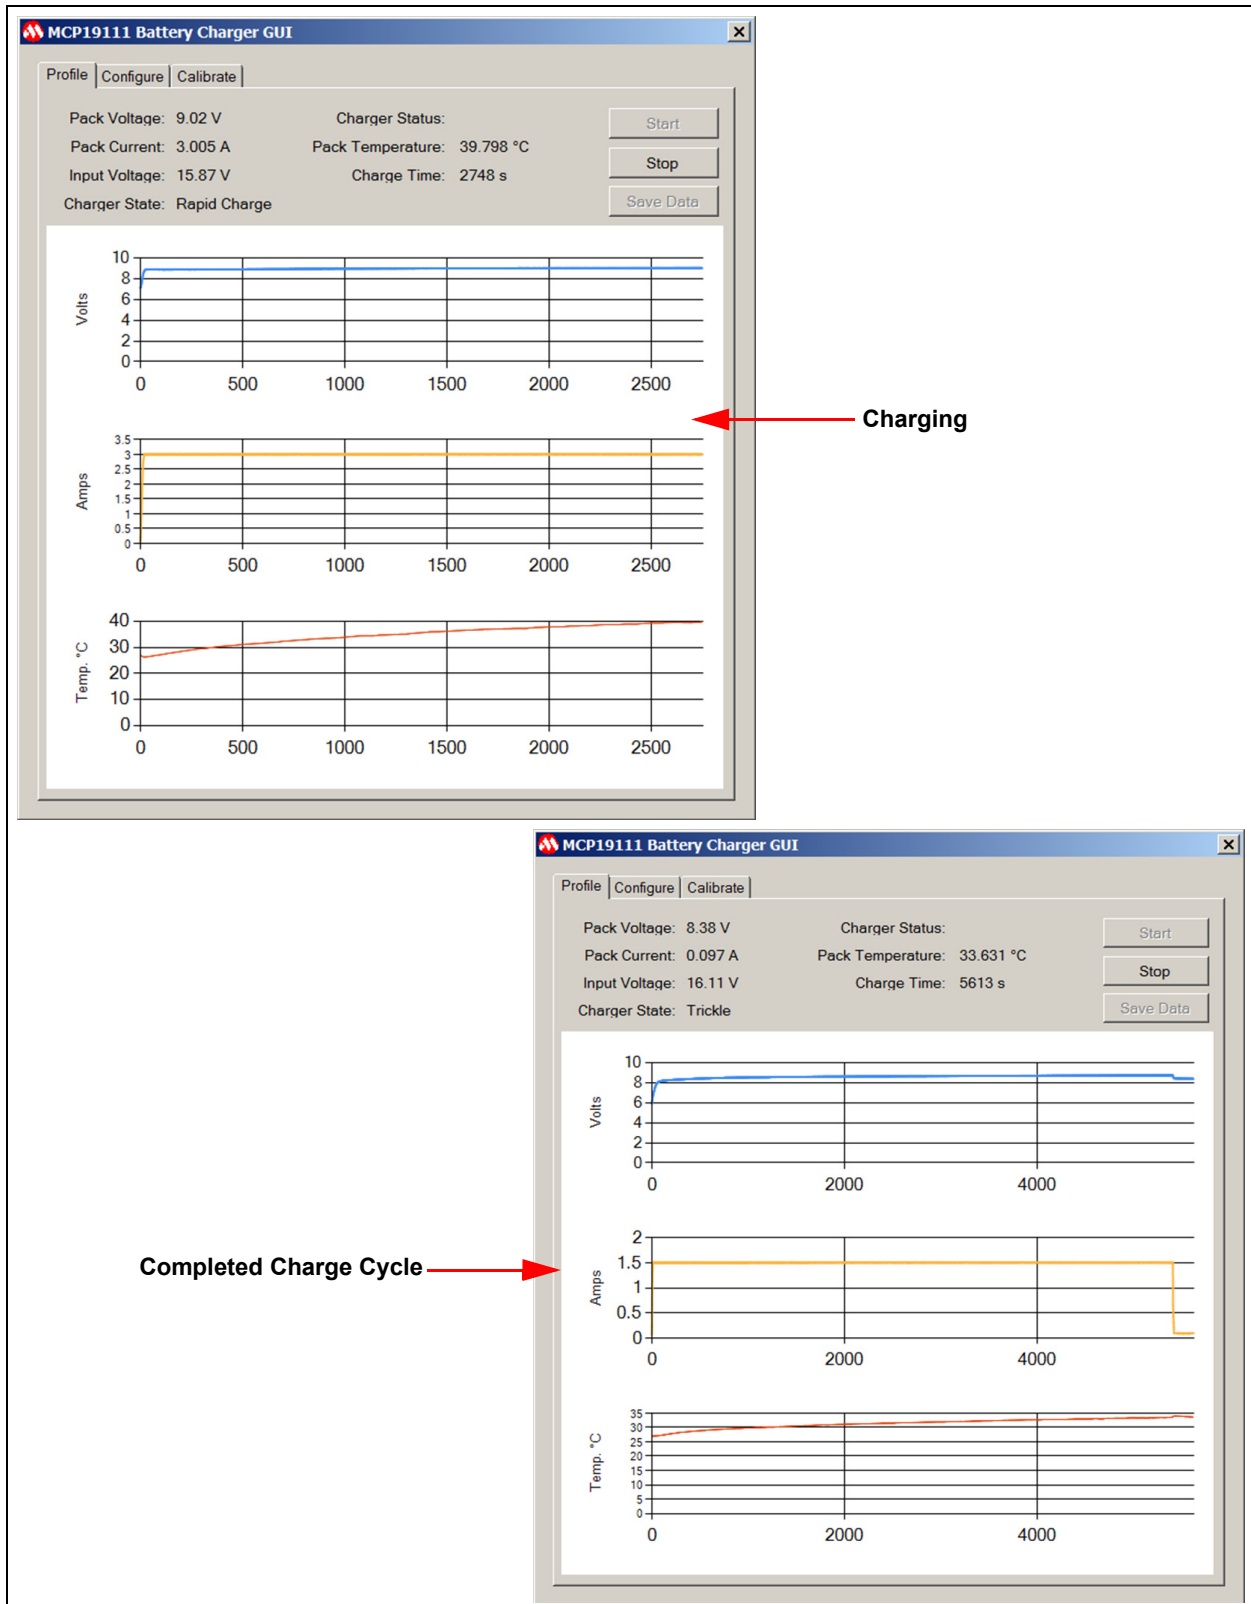 MCP19111 Battery Charger GUI
Profile Configure Calibrate
Pack Voltage: 9.02 V Charger Status: Start
Pack Current: 3.005 A Pack Temperature: 39.798 °C Stop
Input Voltage: 15.87 V Charge Time: 2748 s
Charger State: Rapid Charge Save Data
10
8
6
4
2
0
Volts
0 500 1000 1500 2000 2500
Charging
3.5
3
2.5
2
1.5
1
0.5
0
Amps
0 500 1000 1500 2000 2500
40
30
20
10
0
Temp. °C
0 500 1000 1500 2000 2500
MCP19111 Battery Charger GUI
Profile Configure Calibrate
Pack Voltage: 8.38 V Charger Status: Start
Pack Current: 0.097 A Pack Temperature: 33.631 °C Stop
Input Voltage: 16.11 V Charge Time: 5613 s
Charger State: Trickle Save Data
10
8
6
4
2
0
Volts
0 2000 4000
Completed Charge Cycle
2
1.5
1
0.5
0
Amps
0 2000 4000
35
30
25
20
15
10
5
0
Temp. °C
0 2000 4000